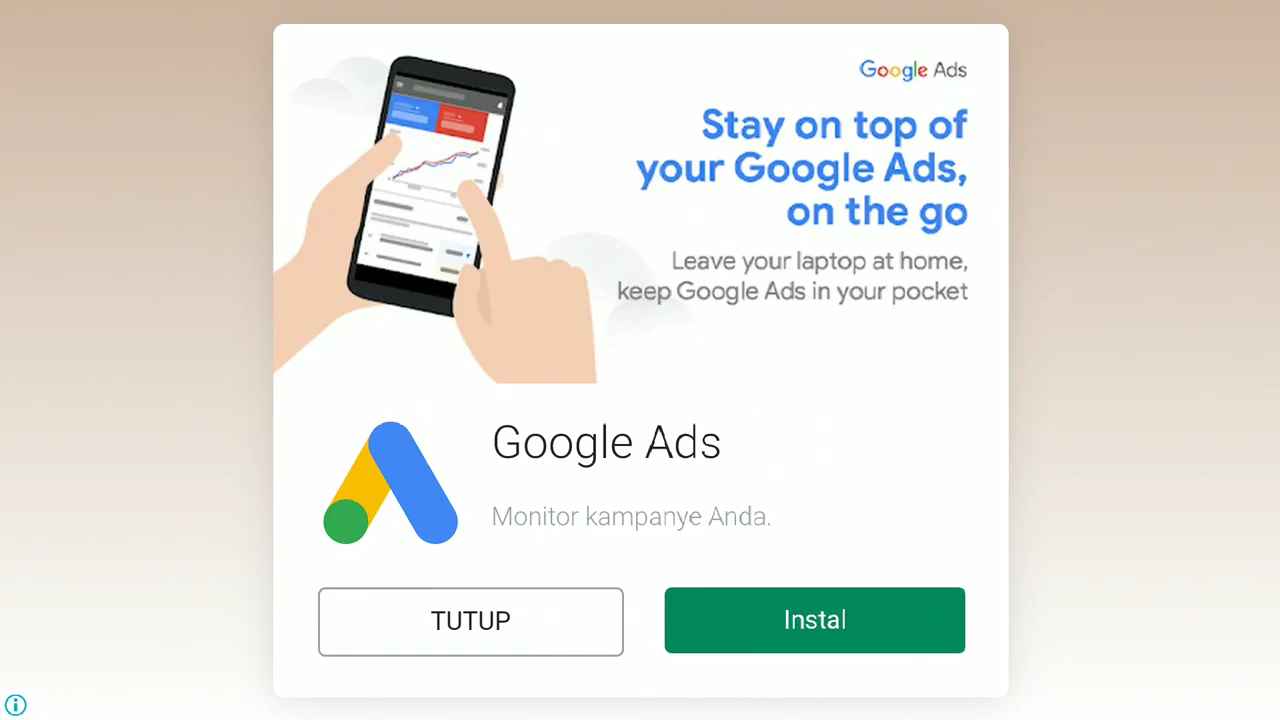 Google Ads
Stay on top of
your Google Ads,
on the go
Leave your laptop at home,
keep Google Ads in your pocket
Google Ads
Monitor kampanye Anda.
TUTUP
Instal